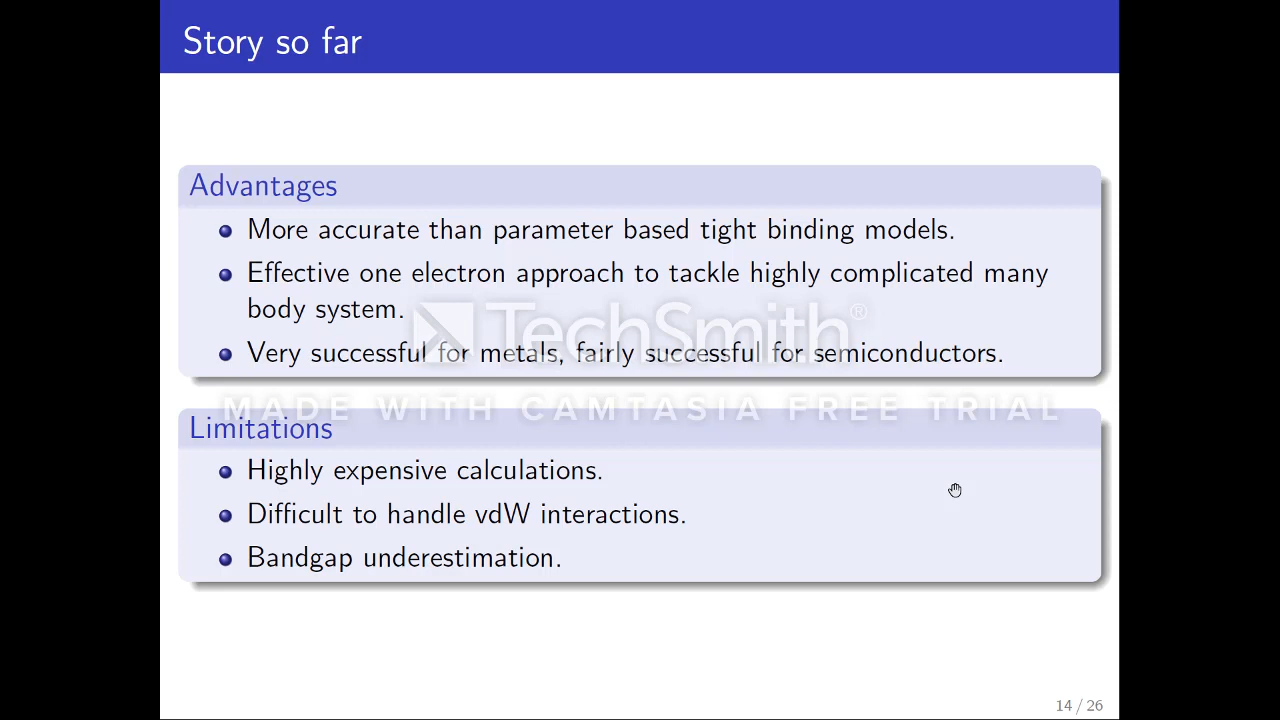 Story so far
Advantages
More accurate than parameter based tight binding models.
Effective one electron approach to tackle highly complicated many
body system.
TechSmith®
Very successful for metals, fairly successful for semiconductors.
MADE WITH CAMTASIA FREE TRIAL
Limitations
Highly expensive calculations.
Difficult to handle vdW interactions.
Bandgap underestimation.
14 / 26